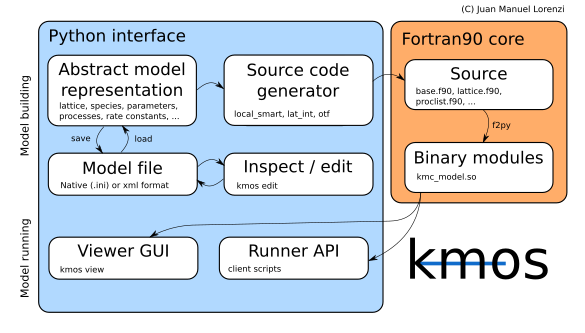 (C) Juan Manuel Lorenzi
Python interface
Fortran90 core
Model building
Abstract model
representation
lattice, species, parameters,
processes, rate constants, ...
Source code
generator
local_smart, lat_int, otf
Source
base.f90, lattice.f90,
proclist.f90, ...
save
load
f2py
Model file
Native (.ini) or xml format
Inspect / edit
kmos edit
Binary modules
kmc_model.so
Model running
Viewer GUI
kmos view
Runner API
client scripts
kmos